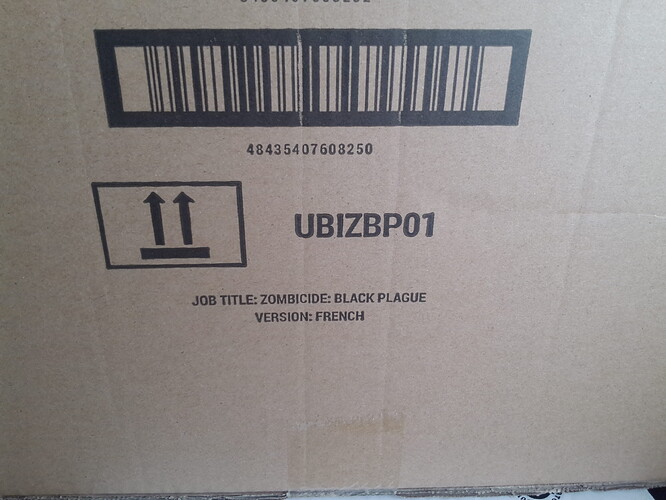 48435407608250
UBIZBP01
JOB TITLE: ZOMBICIDE: BLACK PLAGUE
VERSION: FRENCH